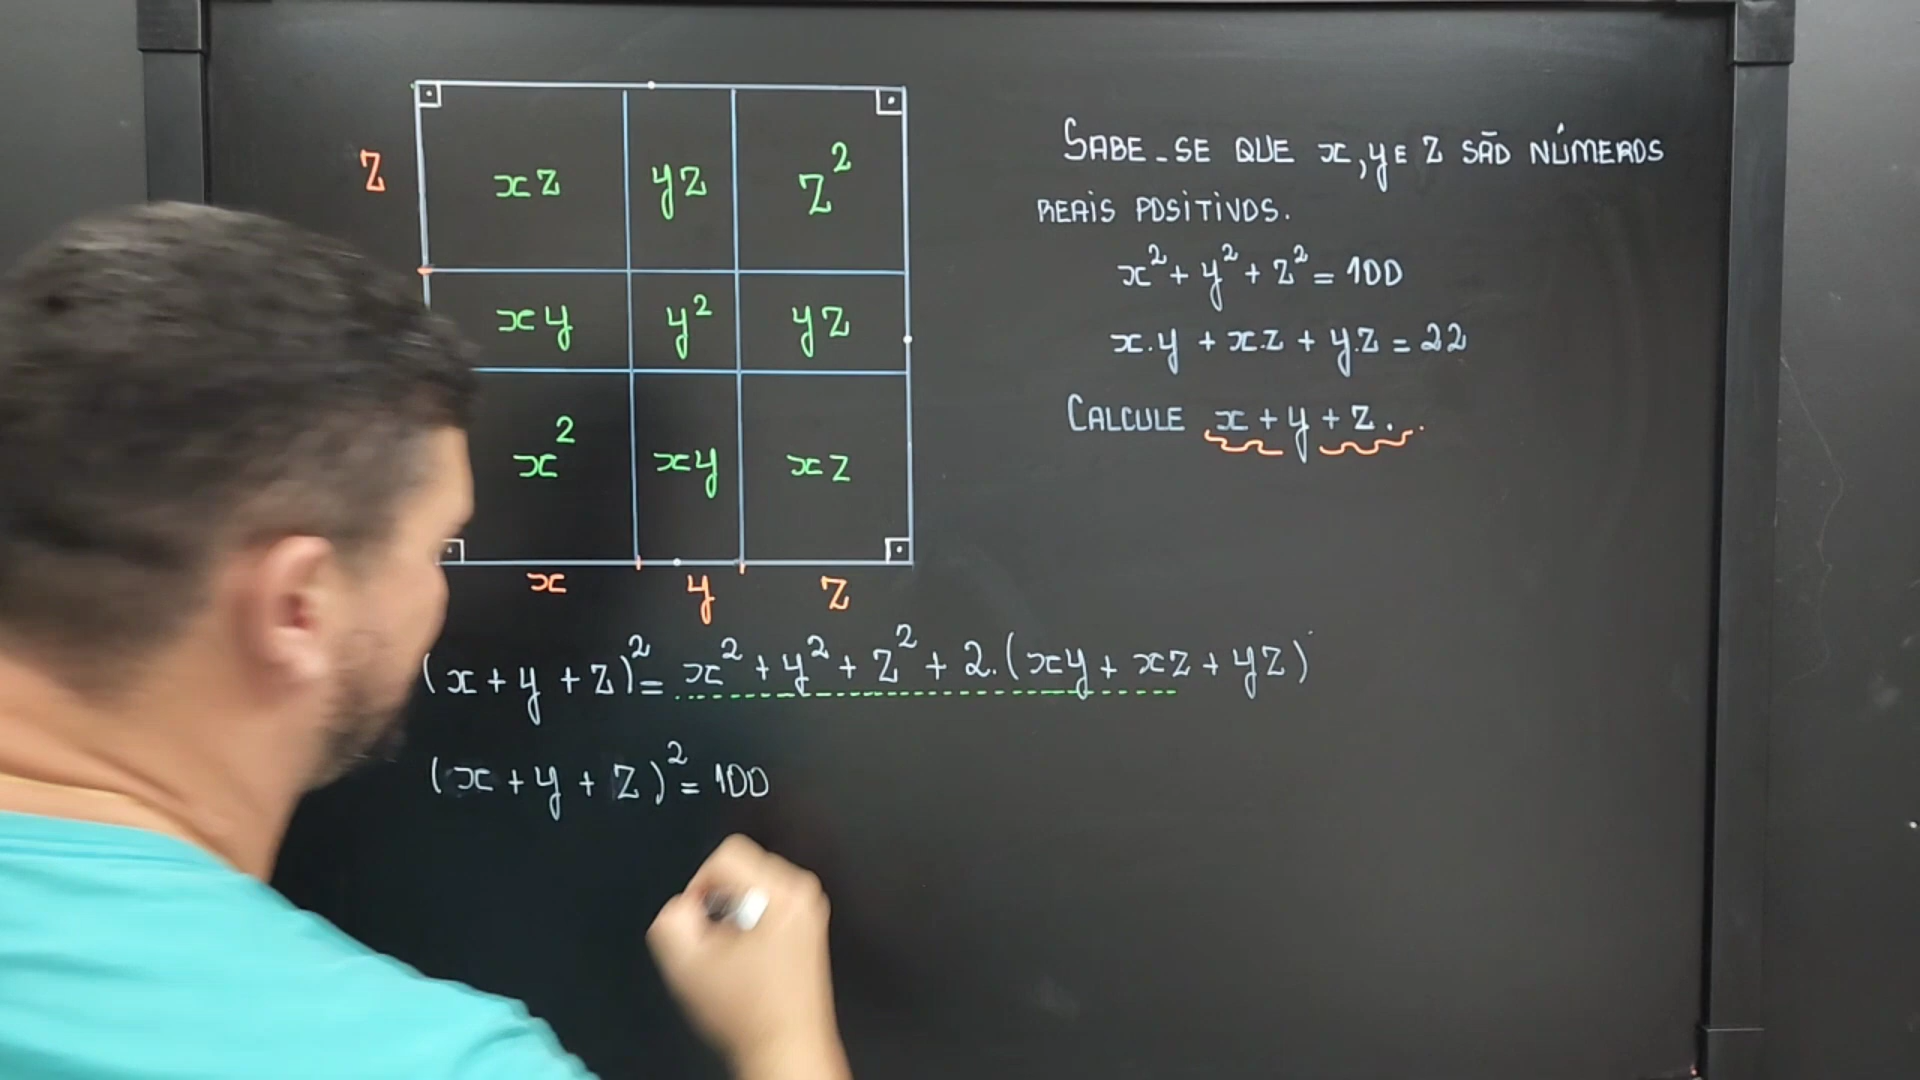 z xz yz z²
xy y² yz
x² xy xz
x y z
SABE-SE QUE x, y E z SÃO NÚMEROS
REAIS POSITIVOS.
x² + y² + z² = 100
x.y + x.z + y.z = 22
CALCULE x + y + z.
(x + y + z)² = x² + y² + z² + 2.(xy + xz + yz)
(x + y + z)² = 100